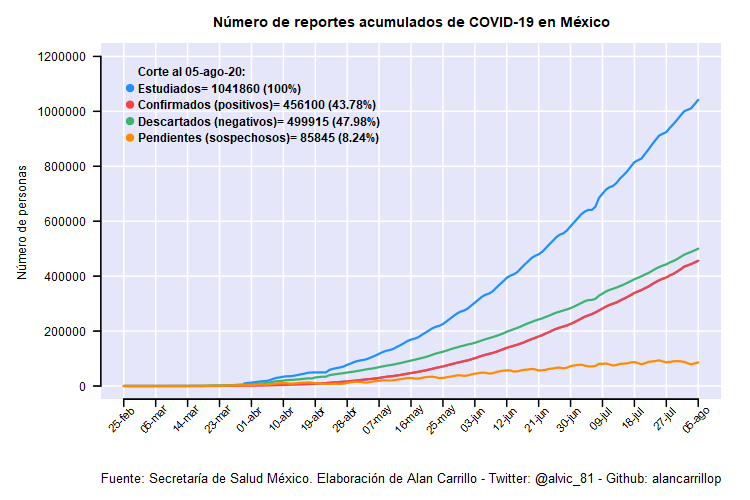 Número de reportes acumulados de COVID-19 en México
Corte al 05-ago-20:
Estudiados= 1041860 (100%)
Confirmados (positivos)= 456100 (43.78%)
Descartados (negativos)= 499915 (47.98%)
Pendientes (sospechosos)= 85845 (8.24%)
Número de personas
1200000
1000000
800000
600000
400000
200000
0
25-feb 05-mar 14-mar 23-mar 01-abr 10-abr 19-abr 28-abr 07-may 16-may 25-may 03-jun 12-jun 21-jun 30-jun 09-jul 18-jul 27-jul 05-ago
Fuente: Secretaría de Salud México. Elaboración de Alan Carrillo - Twitter: @alvic_81 - Github: alancarrillop